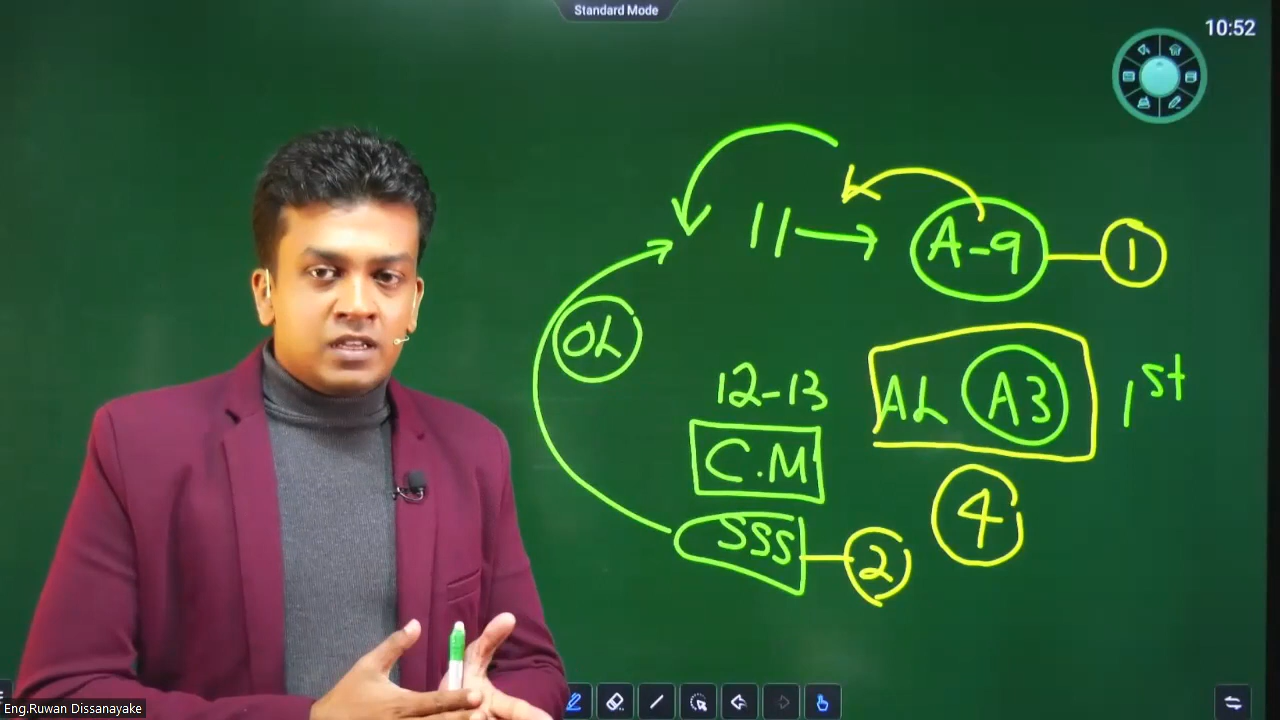 Standard Mode
10:52
11 → A-9 1
OL
12-13
AL A3 1st
C.M
4
SSS 2
Eng.Ruwan Dissanayake